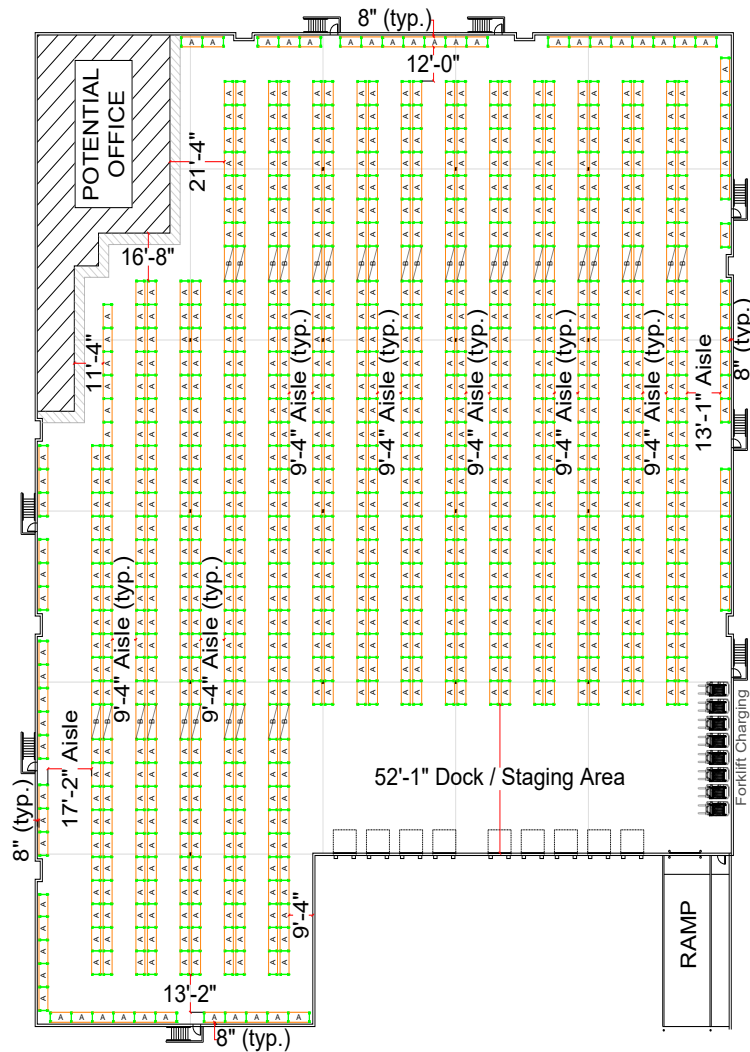 8" (typ.)
12'-0"
POTENTIAL
OFFICE
21'-4"
16'-8"
11'-4"
9'-4" Aisle (typ.)
9'-4" Aisle (typ.)
9'-4" Aisle (typ.)
9'-4" Aisle (typ.)
9'-4" Aisle (typ.)
13'-1" Aisle
8" (typ.)
9'-4" Aisle (typ.)
9'-4" Aisle (typ.)
17'-2" Aisle
8" (typ.)
52'-1" Dock / Staging Area
Forklift Charging
9'-4"
RAMP
13'-2"
8" (typ.)